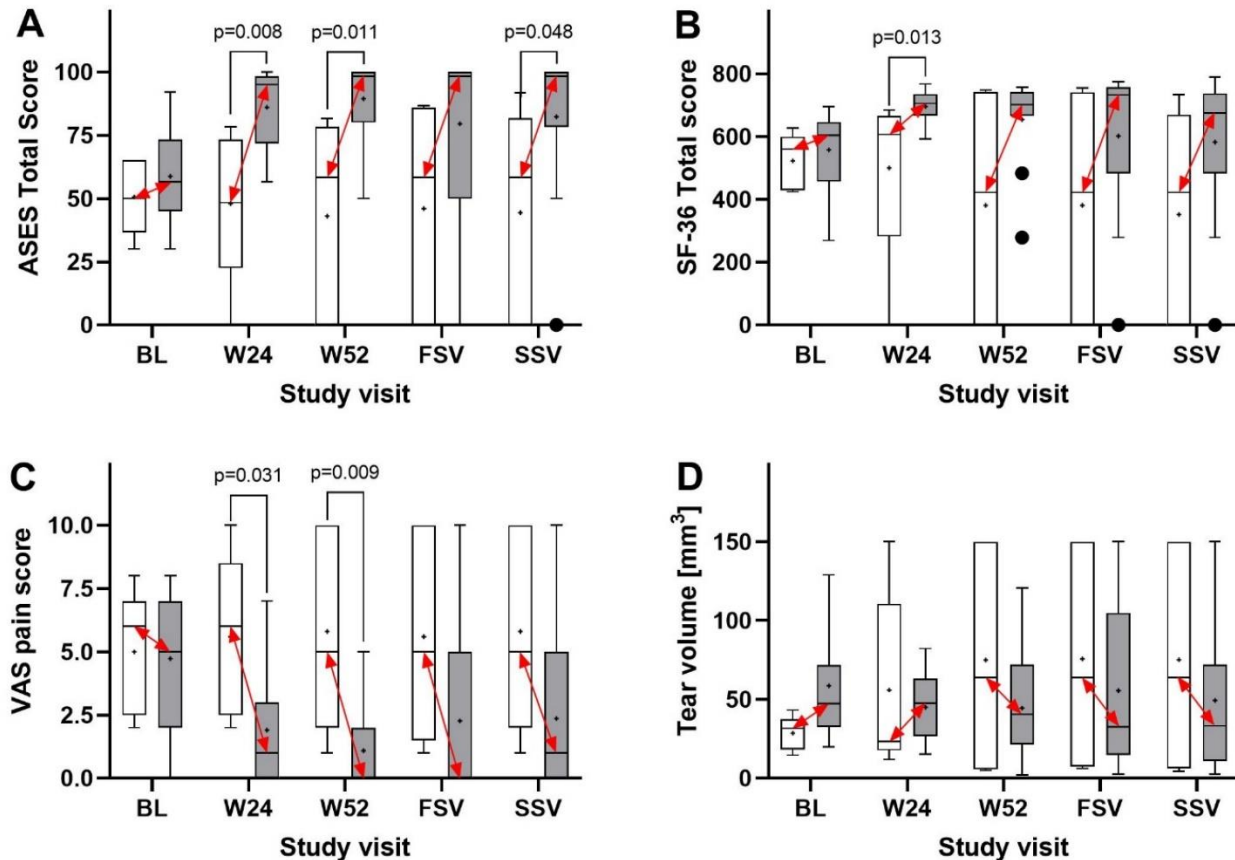 A
p=0.008
p=0.011
p=0.048
ASES Total Score
100
75
50
25
0
BL W24 W52 FSV SSV
Study visit
B
p=0.013
SF-36 Total score
800
600
400
200
0
BL W24 W52 FSV SSV
Study visit
C
p=0.031
p=0.009
VAS pain score
10.0
7.5
5.0
2.5
0.0
BL W24 W52 FSV SSV
Study visit
D
Tear volume [mm³]
150
100
50
0
BL W24 W52 FSV SSV
Study visit